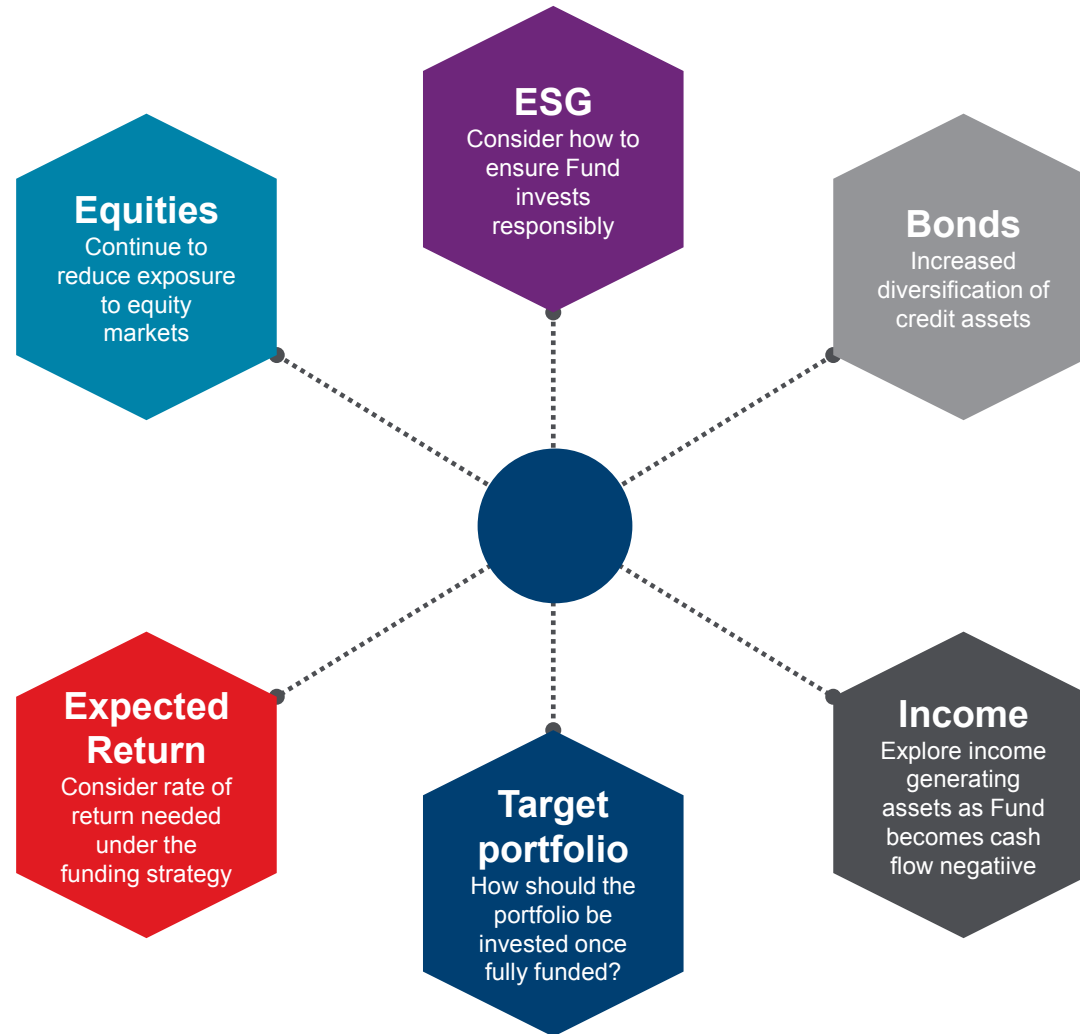 ESG
Consider how to
ensure Fund
invests
responsibly
Equities
Continue to
reduce exposure
to equity
markets
Bonds
Increased
diversification of
credit assets
Expected
Return
Consider rate of
return needed
under the
funding strategy
Target
portfolio
How should the
portfolio be
invested once
fully funded?
Income
Explore income
generating
assets as Fund
becomes cash
flow negatiive